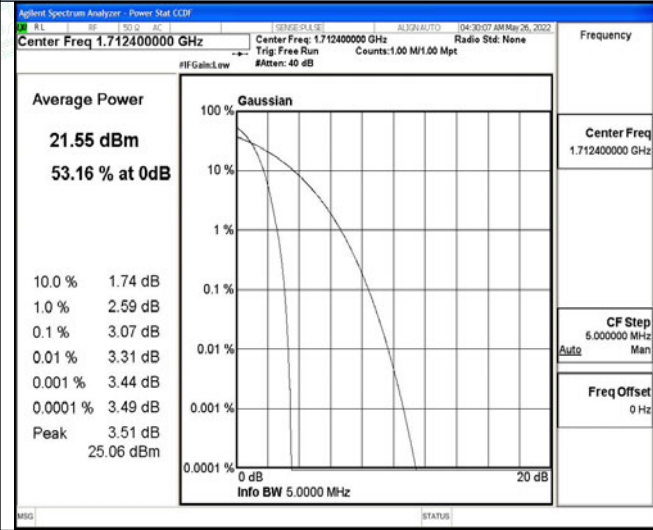 Agilent Spectrum Analyzer - Power Stat CCDF
RL RF 50 Ω AC SENSE:PULSE ALIGN AUTO 04:30:07 AM May 26, 2022
Center Freq 1.712400000 GHz
Center Freq: 1.712400000 GHz Radio Std: None
Trig: Free Run Counts:1.00 M/1.00 Mpt
#IFGain:Low #Atten: 40 dB
Frequency
Average Power
21.55 dBm
53.16 % at 0dB
10.0 % 1.74 dB
1.0 % 2.59 dB
0.1 % 3.07 dB
0.01 % 3.31 dB
0.001 % 3.44 dB
0.0001 % 3.49 dB
Peak 3.51 dB
25.06 dBm
Gaussian
100 %
10 %
1 %
0.1 %
0.01 %
0.001 %
0.0001 %
0 dB 20 dB
Info BW 5.0000 MHz
Center Freq
1.712400000 GHz
CF Step
5.000000 MHz
Auto Man
Freq Offset
0 Hz
MSG STATUS